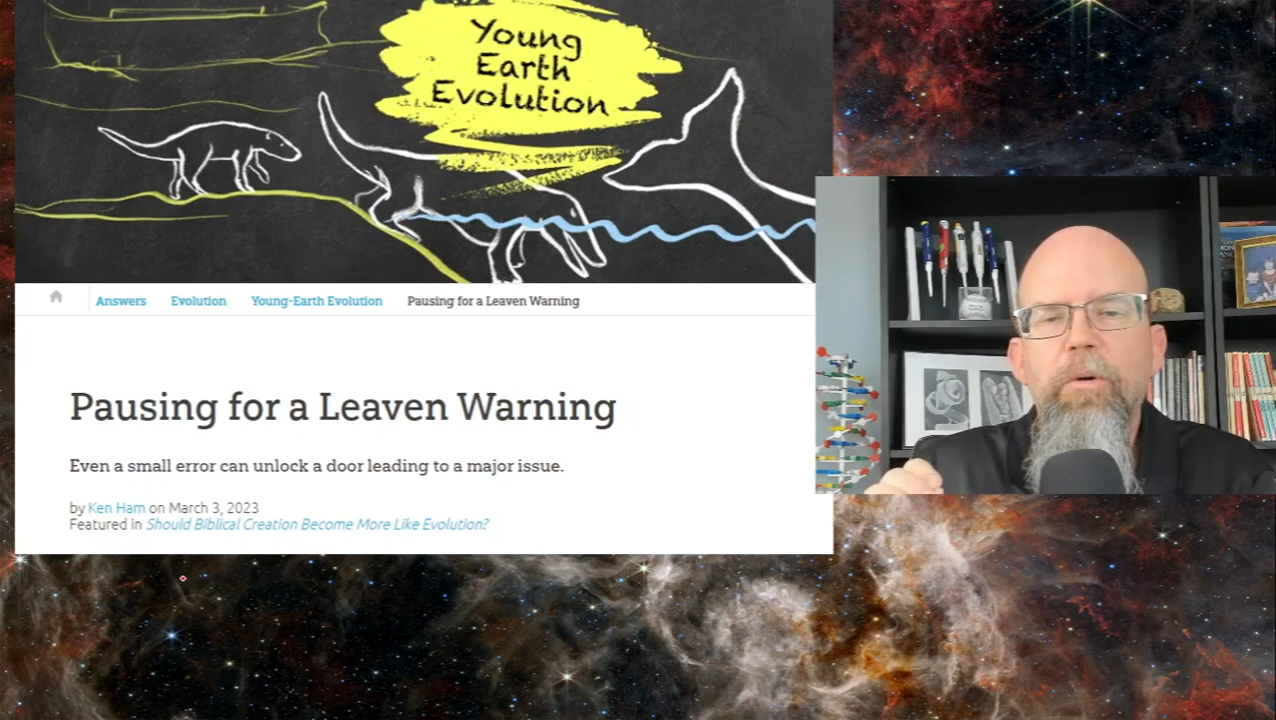 Young
Earth
Evolution
Answers Evolution Young-Earth Evolution Pausing for a Leaven Warning
Pausing for a Leaven Warning
Even a small error can unlock a door leading to a major issue.
by Ken Ham on March 3, 2023
Featured in Should Biblical Creation Become More Like Evolution?